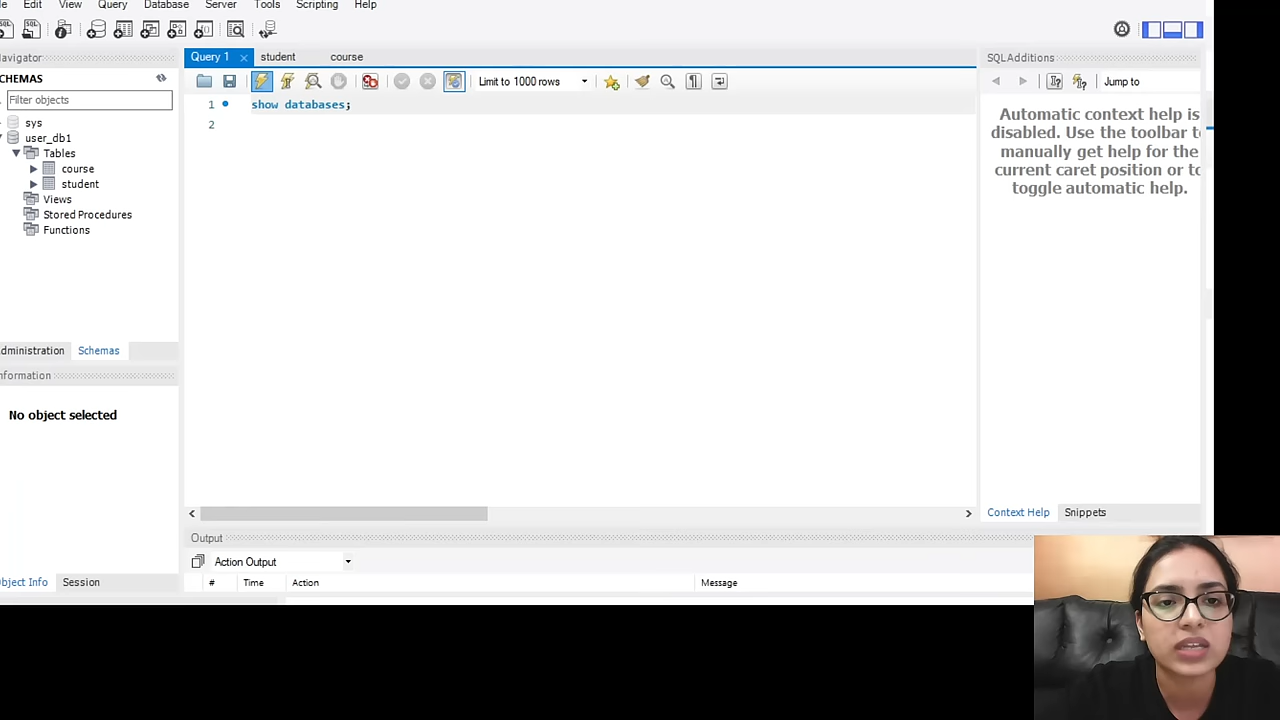 Edit View Query Database Server Tools Scripting Help
Navigator
SCHEMAS
Filter objects
sys
user_db1
Tables
course
student
Views
Stored Procedures
Functions
dministration Schemas
nformation
No object selected
bject Info Session
Query 1 student course
Limit to 1000 rows
1 show databases;
2
Output
Action Output
# Time Action Message
SQLAdditions
Jump to
Automatic context help is
disabled. Use the toolbar to
manually get help for the
current caret position or to
toggle automatic help.
Context Help Snippets